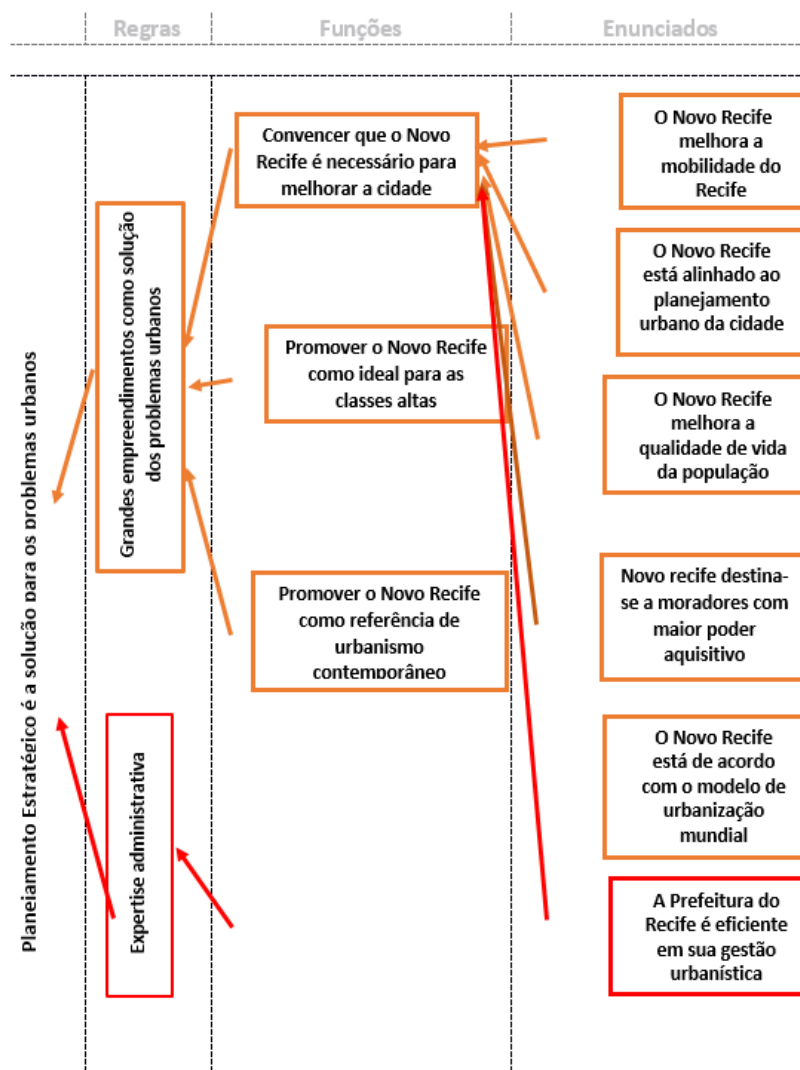 Regras
Funções
Enunciados
Planejamento Estratégico é a solução para os problemas urbanos
Grandes empreendimentos como solução
dos problemas urbanos
Expertise administrativa
Convencer que o Novo
Recife é necessário para
melhorar a cidade
Promover o Novo Recife
como ideal para as
classes altas
Promover o Novo Recife
como referência de
urbanismo
contemporâneo
O Novo Recife
melhora a
mobilidade do
Recife
O Novo Recife
está alinhado ao
planejamento
urbano da cidade
O Novo Recife
melhora a
qualidade de vida
da população
Novo recife destina-
se a moradores com
maior poder
aquisitivo
O Novo Recife
está de acordo
com o modelo de
urbanização
mundial
A Prefeitura do
Recife é eficiente
em sua gestão
urbanística